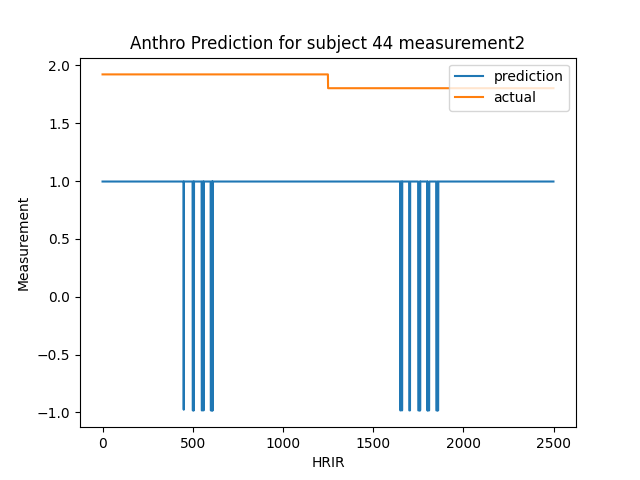 Anthro Prediction for subject 44 measurement2
prediction
actual
Measurement
2.0
1.5
1.0
0.5
0.0
−0.5
−1.0
0
500
1000
1500
2000
2500
HRIR